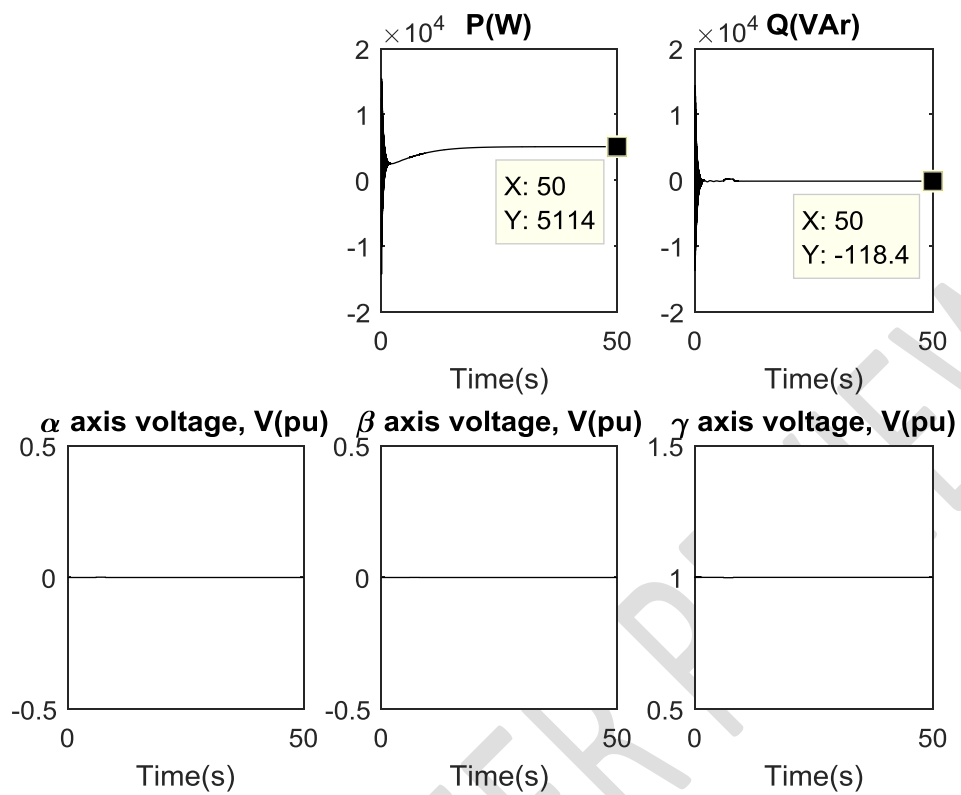 ×10⁴ P(W)
2
1
0
-1
-2
X: 50
Y: 5114
0
50
Time(s)
×10⁴ Q(VAr)
2
1
0
-1
-2
X: 50
Y: -118.4
0
50
Time(s)
α axis voltage, V(pu)
0.5
0
-0.5
0
50
Time(s)
β axis voltage, V(pu)
0.5
0
-0.5
0
50
Time(s)
γ axis voltage, V(pu)
1.5
1
0.5
0
50
Time(s)